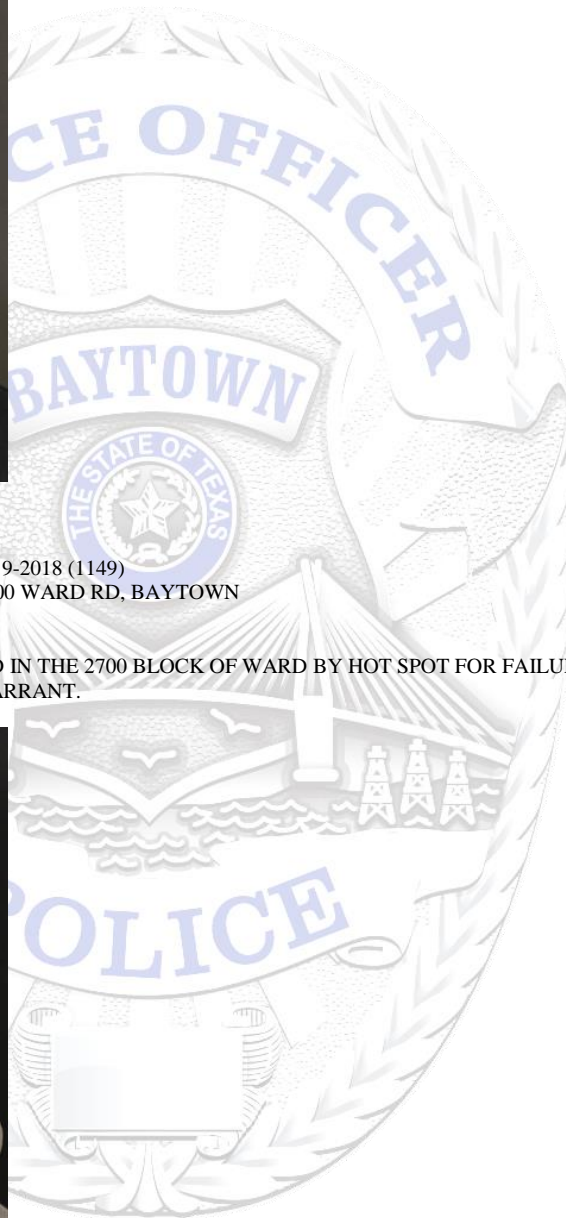 CE OFFICER
BAYTOWN
THE STATE OF TEXAS
9-2018 (1149)
00 WARD RD, BAYTOWN
IN THE 2700 BLOCK OF WARD BY HOT SPOT FOR FAILU
ARRANT.
POLICE